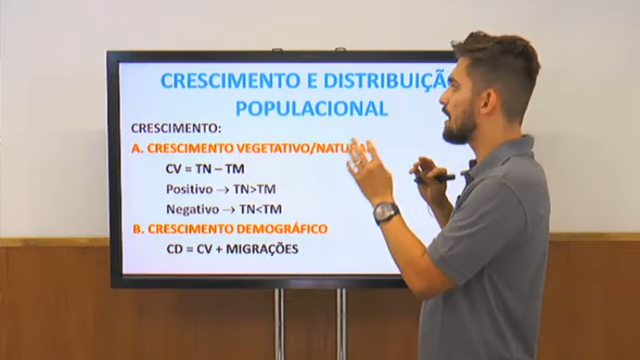 CRESCIMENTO E DISTRIBUIÇÃ
POPULACIONAL
CRESCIMENTO:
A. CRESCIMENTO VEGETATIVO/NATU
CV = TN – TM
Positivo → TN>TM
Negativo → TN<TM
B. CRESCIMENTO DEMOGRÁFICO
CD = CV + MIGRAÇÕES